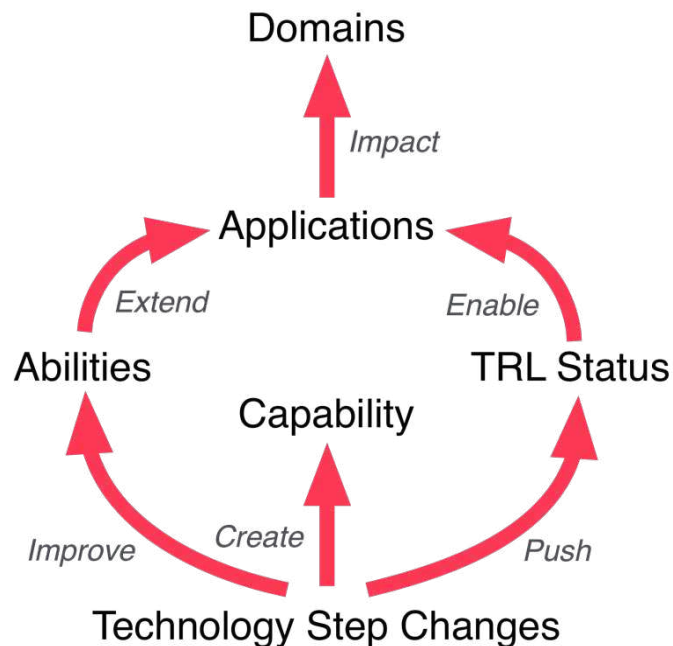 Domains
Impact
Applications
Extend
Enable
Abilities
TRL Status
Capability
Improve
Create
Push
Technology Step Changes